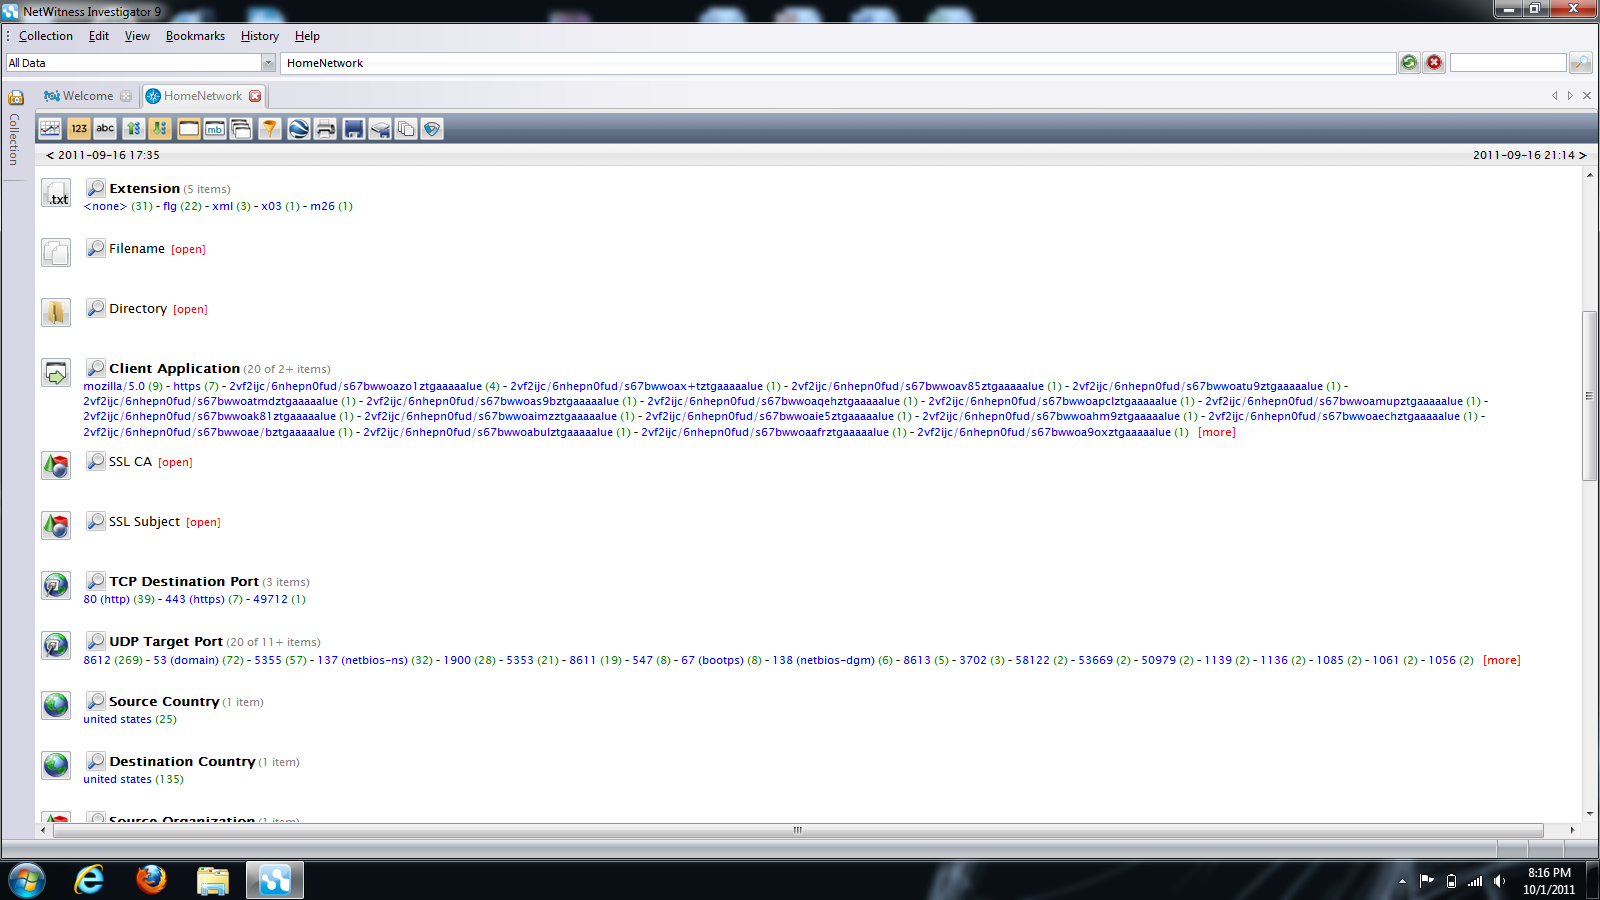 NetWitness Investigator 9
Collection Edit View Bookmarks History Help
All Data HomeNetwork
Welcome HomeNetwork
Collection
123 abc mb
< 2011-09-16 17:35 2011-09-16 21:14 >
.txt Extension (5 items)
<none> (31) - flg (22) - xml (3) - x03 (1) - m26 (1)
Filename [open]
Directory [open]
Client Application (20 of 2+ items)
mozilla/5.0 (9) - https (7) - 2vf2ijc/6nhepn0fud/s67bwwoazo1ztgaaaaalue (4) - 2vf2ijc/6nhepn0fud/s67bwwoax+tztgaaaaalue (1) - 2vf2ijc/6nhepn0fud/s67bwwoav85ztgaaaaalue (1) - 2vf2ijc/6nhepn0fud/s67bwwoatu9ztgaaaaalue (1) -
2vf2ijc/6nhepn0fud/s67bwwoatmdztgaaaaalue (1) - 2vf2ijc/6nhepn0fud/s67bwwoas9bztgaaaaalue (1) - 2vf2ijc/6nhepn0fud/s67bwwoaqehztgaaaaalue (1) - 2vf2ijc/6nhepn0fud/s67bwwoapclztgaaaaalue (1) - 2vf2ijc/6nhepn0fud/s67bwwoamupztgaaaaalue (1) -
2vf2ijc/6nhepn0fud/s67bwwoak81ztgaaaaalue (1) - 2vf2ijc/6nhepn0fud/s67bwwoaimzztgaaaaalue (1) - 2vf2ijc/6nhepn0fud/s67bwwoaie5ztgaaaaalue (1) - 2vf2ijc/6nhepn0fud/s67bwwoahm9ztgaaaaalue (1) - 2vf2ijc/6nhepn0fud/s67bwwoaechztgaaaaalue (1) -
2vf2ijc/6nhepn0fud/s67bwwoae/bztgaaaaalue (1) - 2vf2ijc/6nhepn0fud/s67bwwoabulztgaaaaalue (1) - 2vf2ijc/6nhepn0fud/s67bwwoaafrztgaaaaalue (1) - 2vf2ijc/6nhepn0fud/s67bwwoa9oxztgaaaaalue (1) [more]
SSL CA [open]
SSL Subject [open]
TCP Destination Port (3 items)
80 (http) (39) - 443 (https) (7) - 49712 (1)
UDP Target Port (20 of 11+ items)
8612 (269) - 53 (domain) (72) - 5355 (57) - 137 (netbios-ns) (32) - 1900 (28) - 5353 (21) - 8611 (19) - 547 (8) - 67 (bootps) (8) - 138 (netbios-dgm) (6) - 8613 (5) - 3702 (3) - 58122 (2) - 53669 (2) - 50979 (2) - 1139 (2) - 1136 (2) - 1085 (2) - 1061 (2) - 1056 (2) [more]
Source Country (1 item)
united states (25)
Destination Country (1 item)
united states (135)
Source Organization (1 item)
8:16 PM
10/1/2011